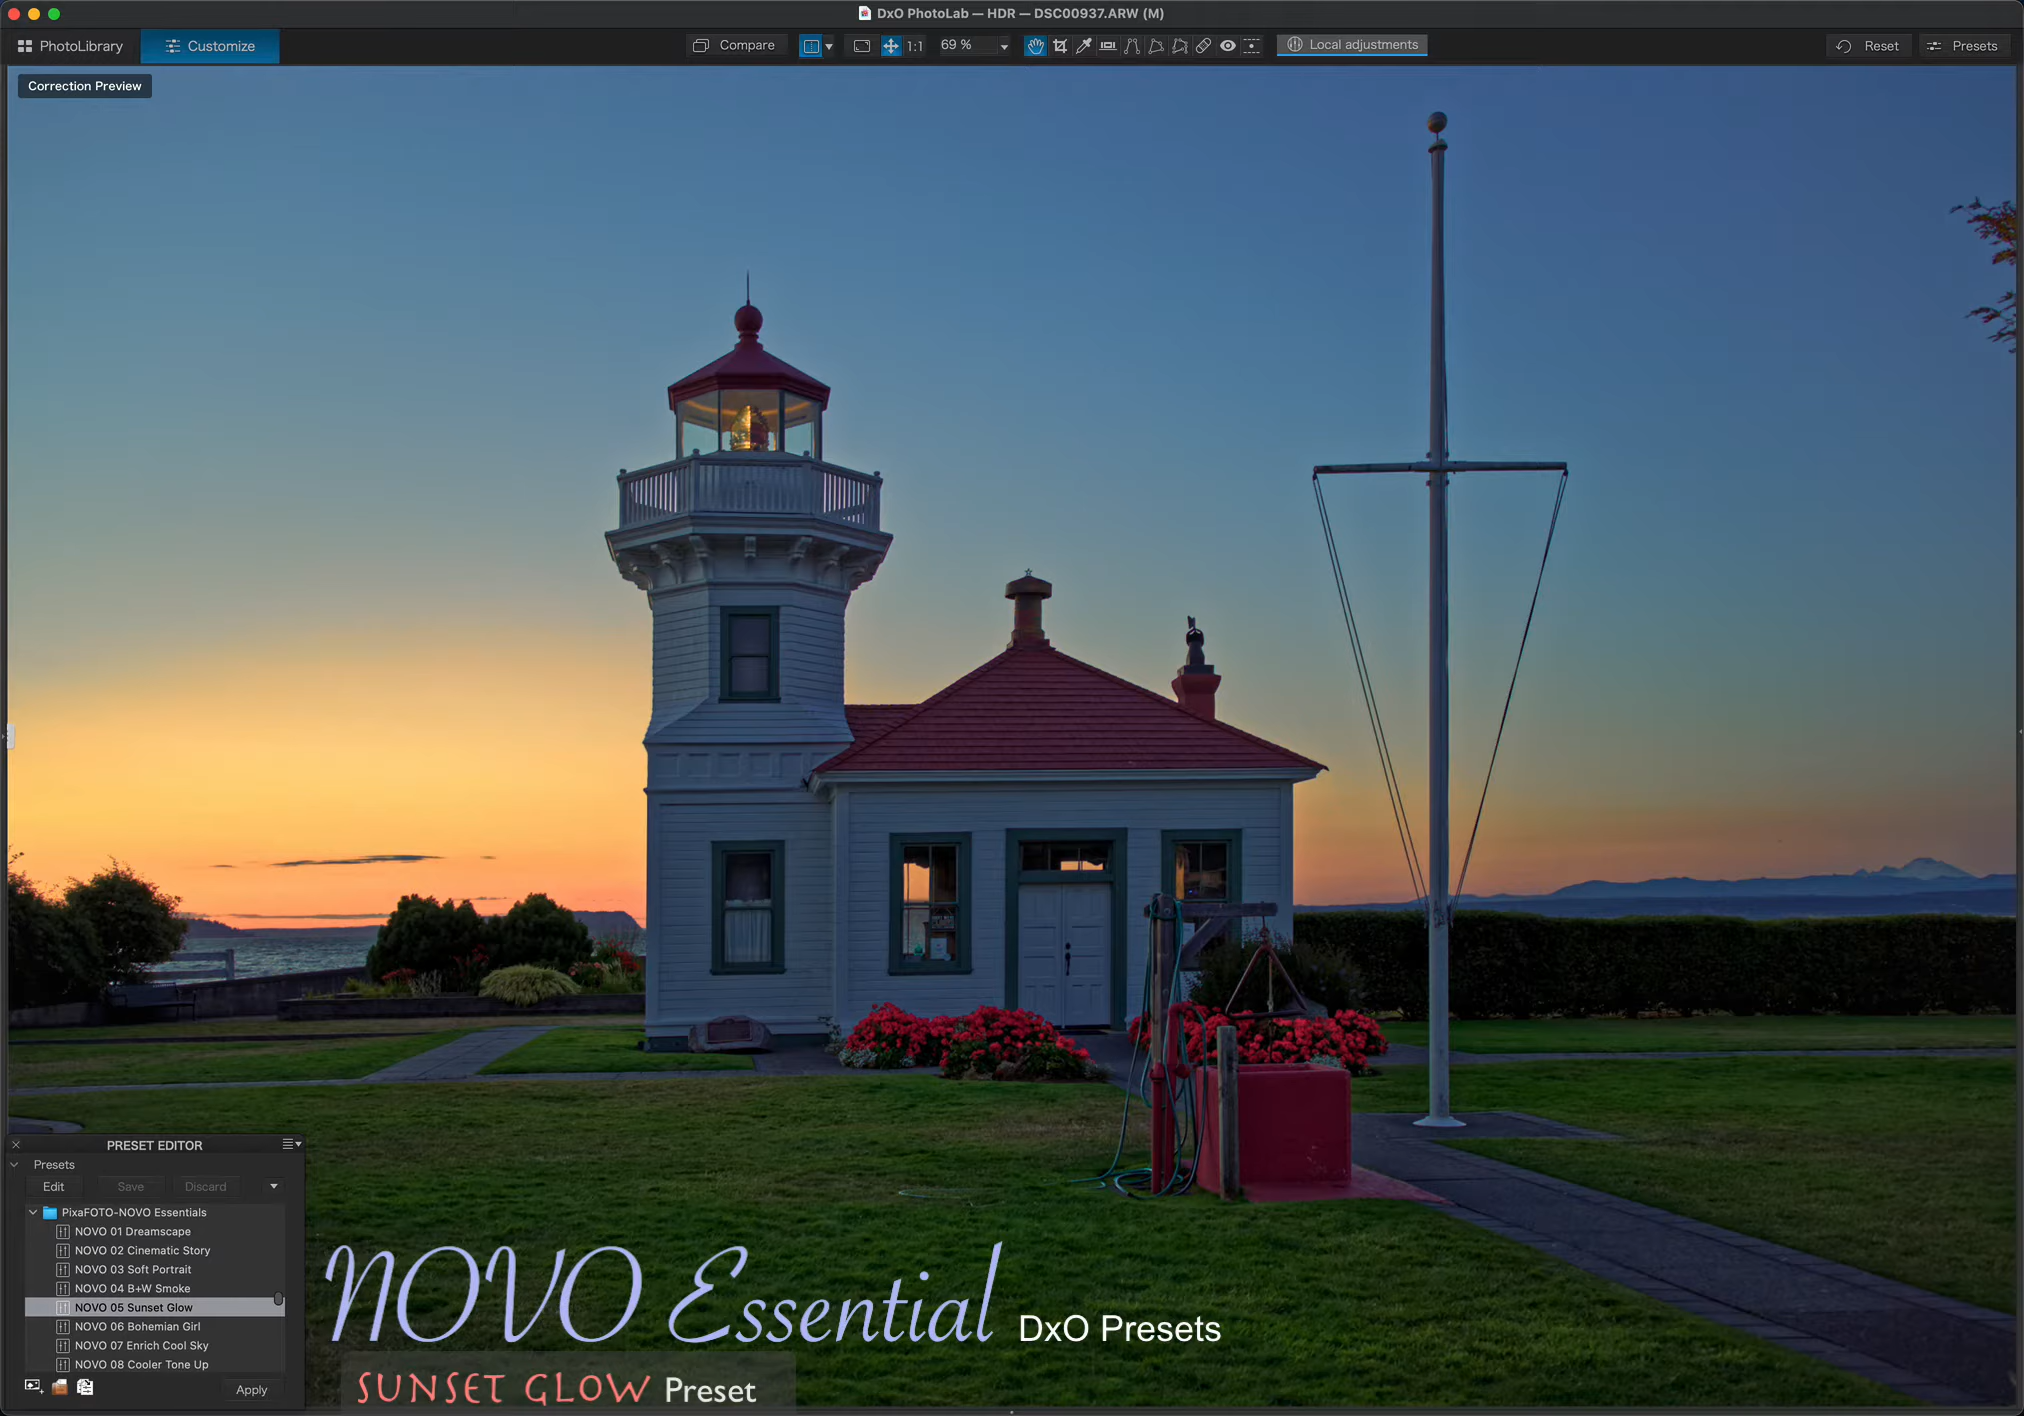 DxO PhotoLab — HDR — DSC00937.ARW (M)
PhotoLibrary
Customize
Compare
1:1
69 %
Local adjustments
Reset
Presets
Correction Preview
PRESET EDITOR
Presets
Edit
Save
Discard
PixaFOTO-NOVO Essentials
NOVO 01 Dreamscape
NOVO 02 Cinematic Story
NOVO 03 Soft Portrait
NOVO 04 B+W Smoke
NOVO 05 Sunset Glow
NOVO 06 Bohemian Girl
NOVO 07 Enrich Cool Sky
NOVO 08 Cooler Tone Up
Apply
NOVO Essential DxO Presets
SUNSET GLOW Preset